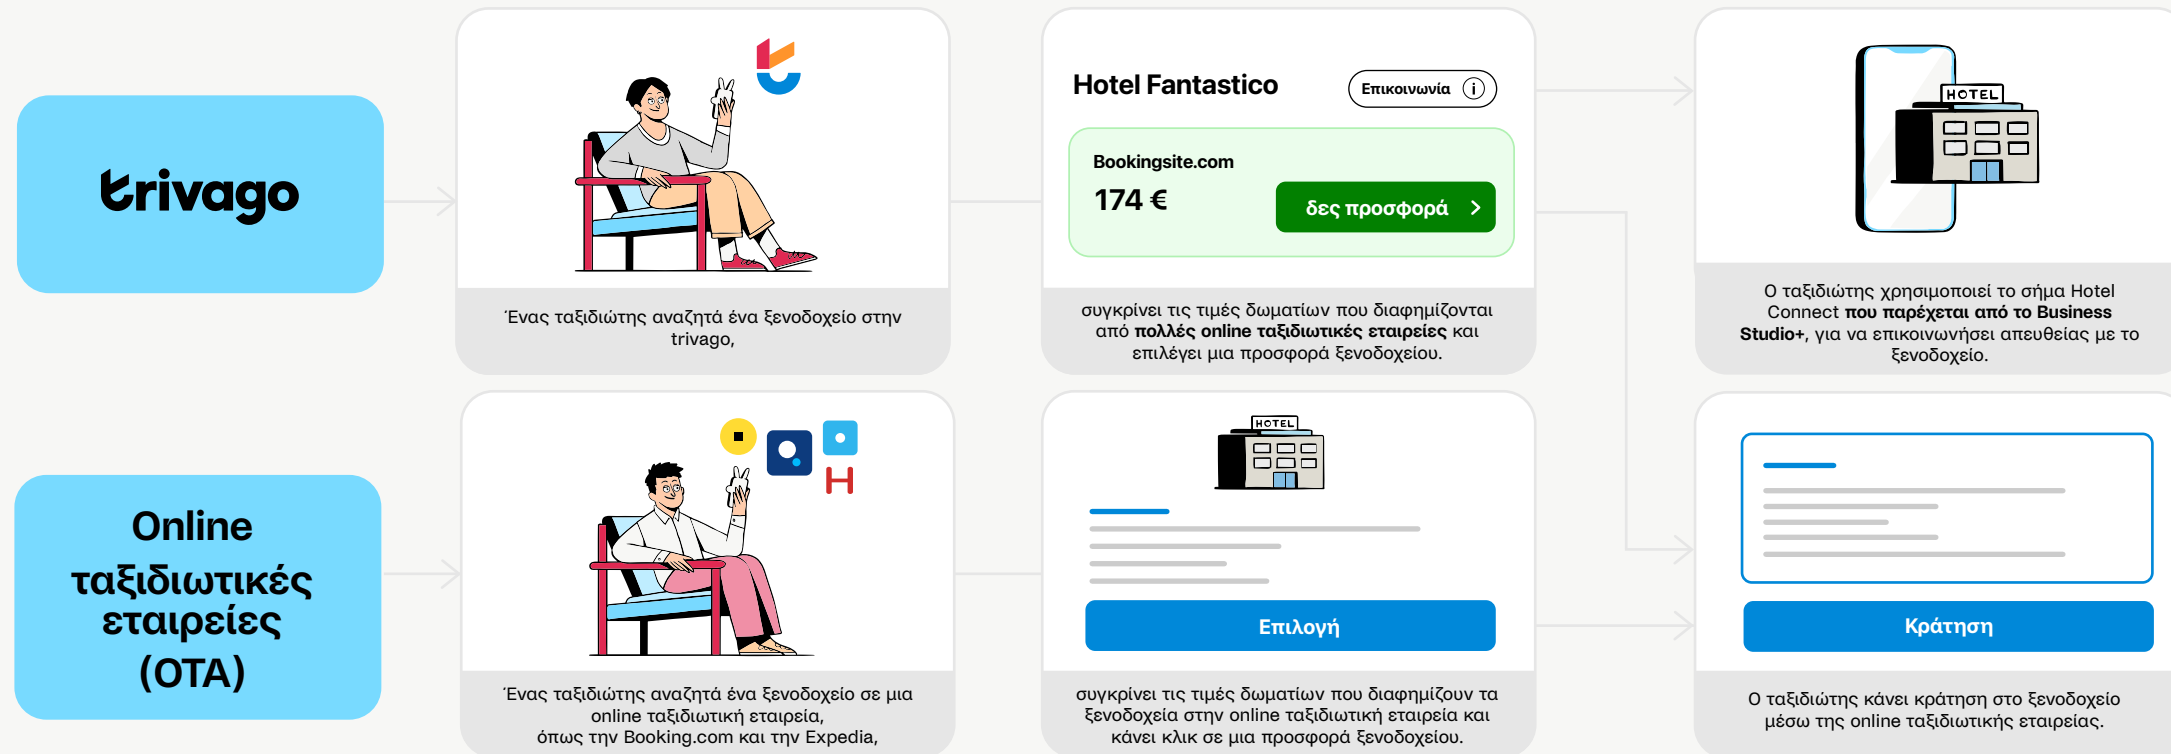 trivago
Ένας ταξιδιώτης αναζητά ένα ξενοδοχείο στην
trivago,
Hotel Fantastico
Επικοινωνία i
Bookingsite.com
174 €
δες προσφορά
συγκρίνει τις τιμές δωματίων που διαφημίζονται
από πολλές online ταξιδιωτικές εταιρείες και
επιλέγει μια προσφορά ξενοδοχείου.
HOTEL
Ο ταξιδιώτης χρησιμοποιεί το σήμα Hotel
Connect που παρέχεται από το Business
Studio+, για να επικοινωνήσει απευθείας με το
ξενοδοχείο.
Online
ταξιδιωτικές
εταιρείες
(OTA)
H
Ένας ταξιδιώτης αναζητά ένα ξενοδοχείο σε μια
online ταξιδιωτική εταιρεία,
όπως την Booking.com και την Expedia,
HOTEL
Επιλογή
συγκρίνει τις τιμές δωματίων που διαφημίζουν τα
ξενοδοχεία στην online ταξιδιωτική εταιρεία και
κάνει κλικ σε μια προσφορά ξενοδοχείου.
Κράτηση
Ο ταξιδιώτης κάνει κράτηση στο ξενοδοχείο
μέσω της online ταξιδιωτικής εταιρείας.